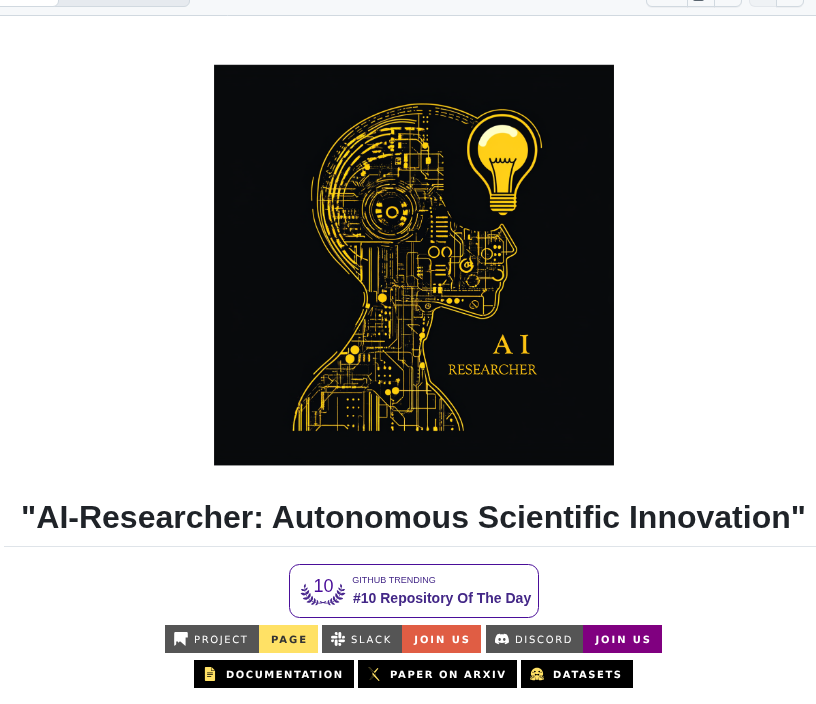 AI
RESEARCHER
"AI-Researcher: Autonomous Scientific Innovation"
10
GITHUB TRENDING
#10 Repository Of The Day
PROJECT PAGE SLACK JOIN US DISCORD JOIN US
DOCUMENTATION PAPER ON ARXIV DATASETS